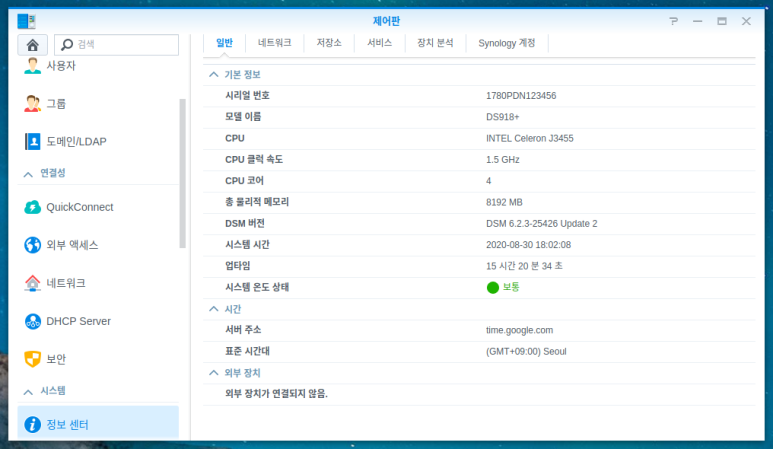 제어판
검색
사용자
그룹
도메인/LDAP
연결성
QuickConnect
외부 액세스
네트워크
DHCP Server
보안
시스템
정보 센터
일반 네트워크 저장소 서비스 장치 분석 Synology 계정
기본 정보
시리얼 번호 1780PDN123456
모델 이름 DS918+
CPU INTEL Celeron J3455
CPU 클럭 속도 1.5 GHz
CPU 코어 4
총 물리적 메모리 8192 MB
DSM 버전 DSM 6.2.3-25426 Update 2
시스템 시간 2020-08-30 18:02:08
업타임 15 시간 20 분 34 초
시스템 온도 상태 보통
시간
서버 주소 time.google.com
표준 시간대 (GMT+09:00) Seoul
외부 장치
외부 장치가 연결되지 않음.